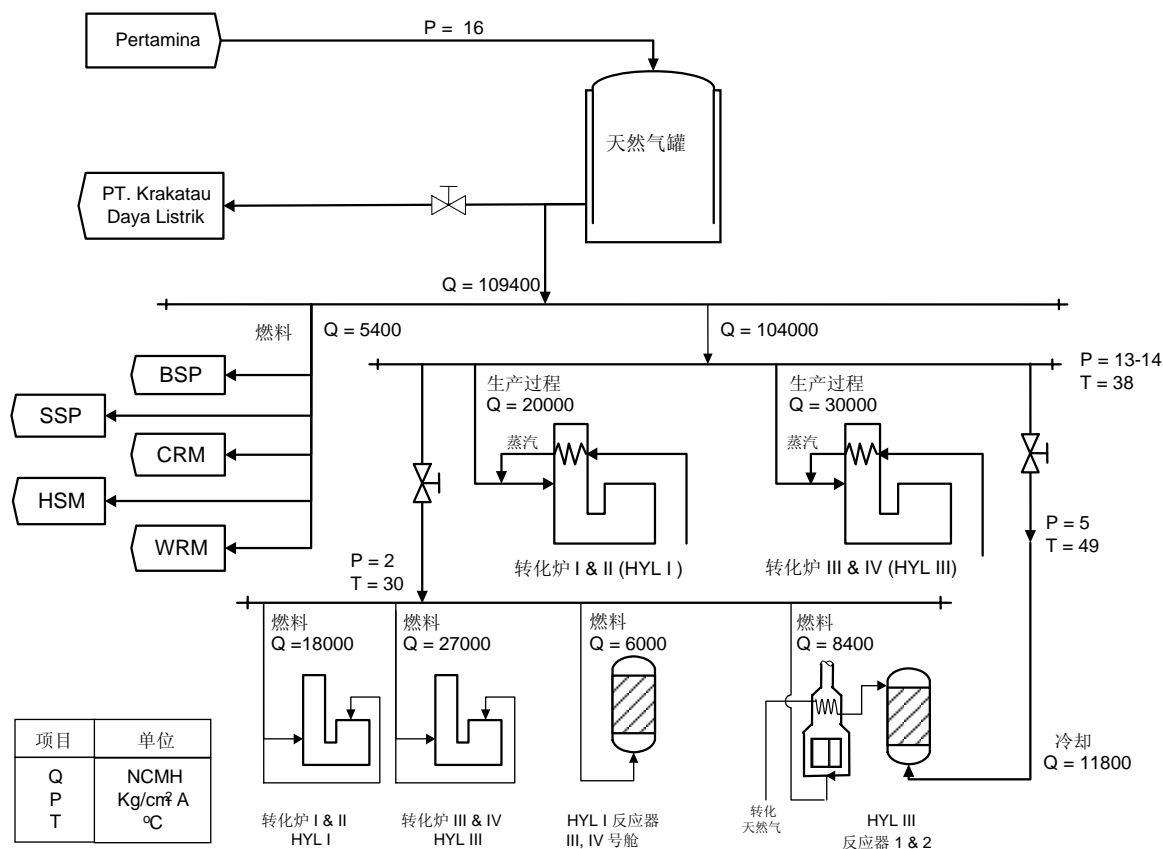 Pertamina
P = 16
天然气罐
PT. Krakatau
Daya Listrik
Q = 109400
燃料
Q = 5400
Q = 104000
BSP
SSP
CRM
HSM
WRM
P = 13-14
T = 38
生产过程
Q = 20000
蒸汽
生产过程
Q = 30000
蒸汽
P = 5
T = 49
转化炉 I & II (HYL I )
转化炉 III & IV (HYL III)
P = 2
T = 30
燃料
Q =18000
燃料
Q = 27000
燃料
Q = 6000
燃料
Q = 8400
冷却
Q = 11800
项目 单位
Q NCMH
P Kg/cm² A
T ºC
转化炉 I & II
HYL I
转化炉 III & IV
HYL III
HYL I 反应器
III, IV 号舱
转化
天然气
HYL III
反应器 1 & 2